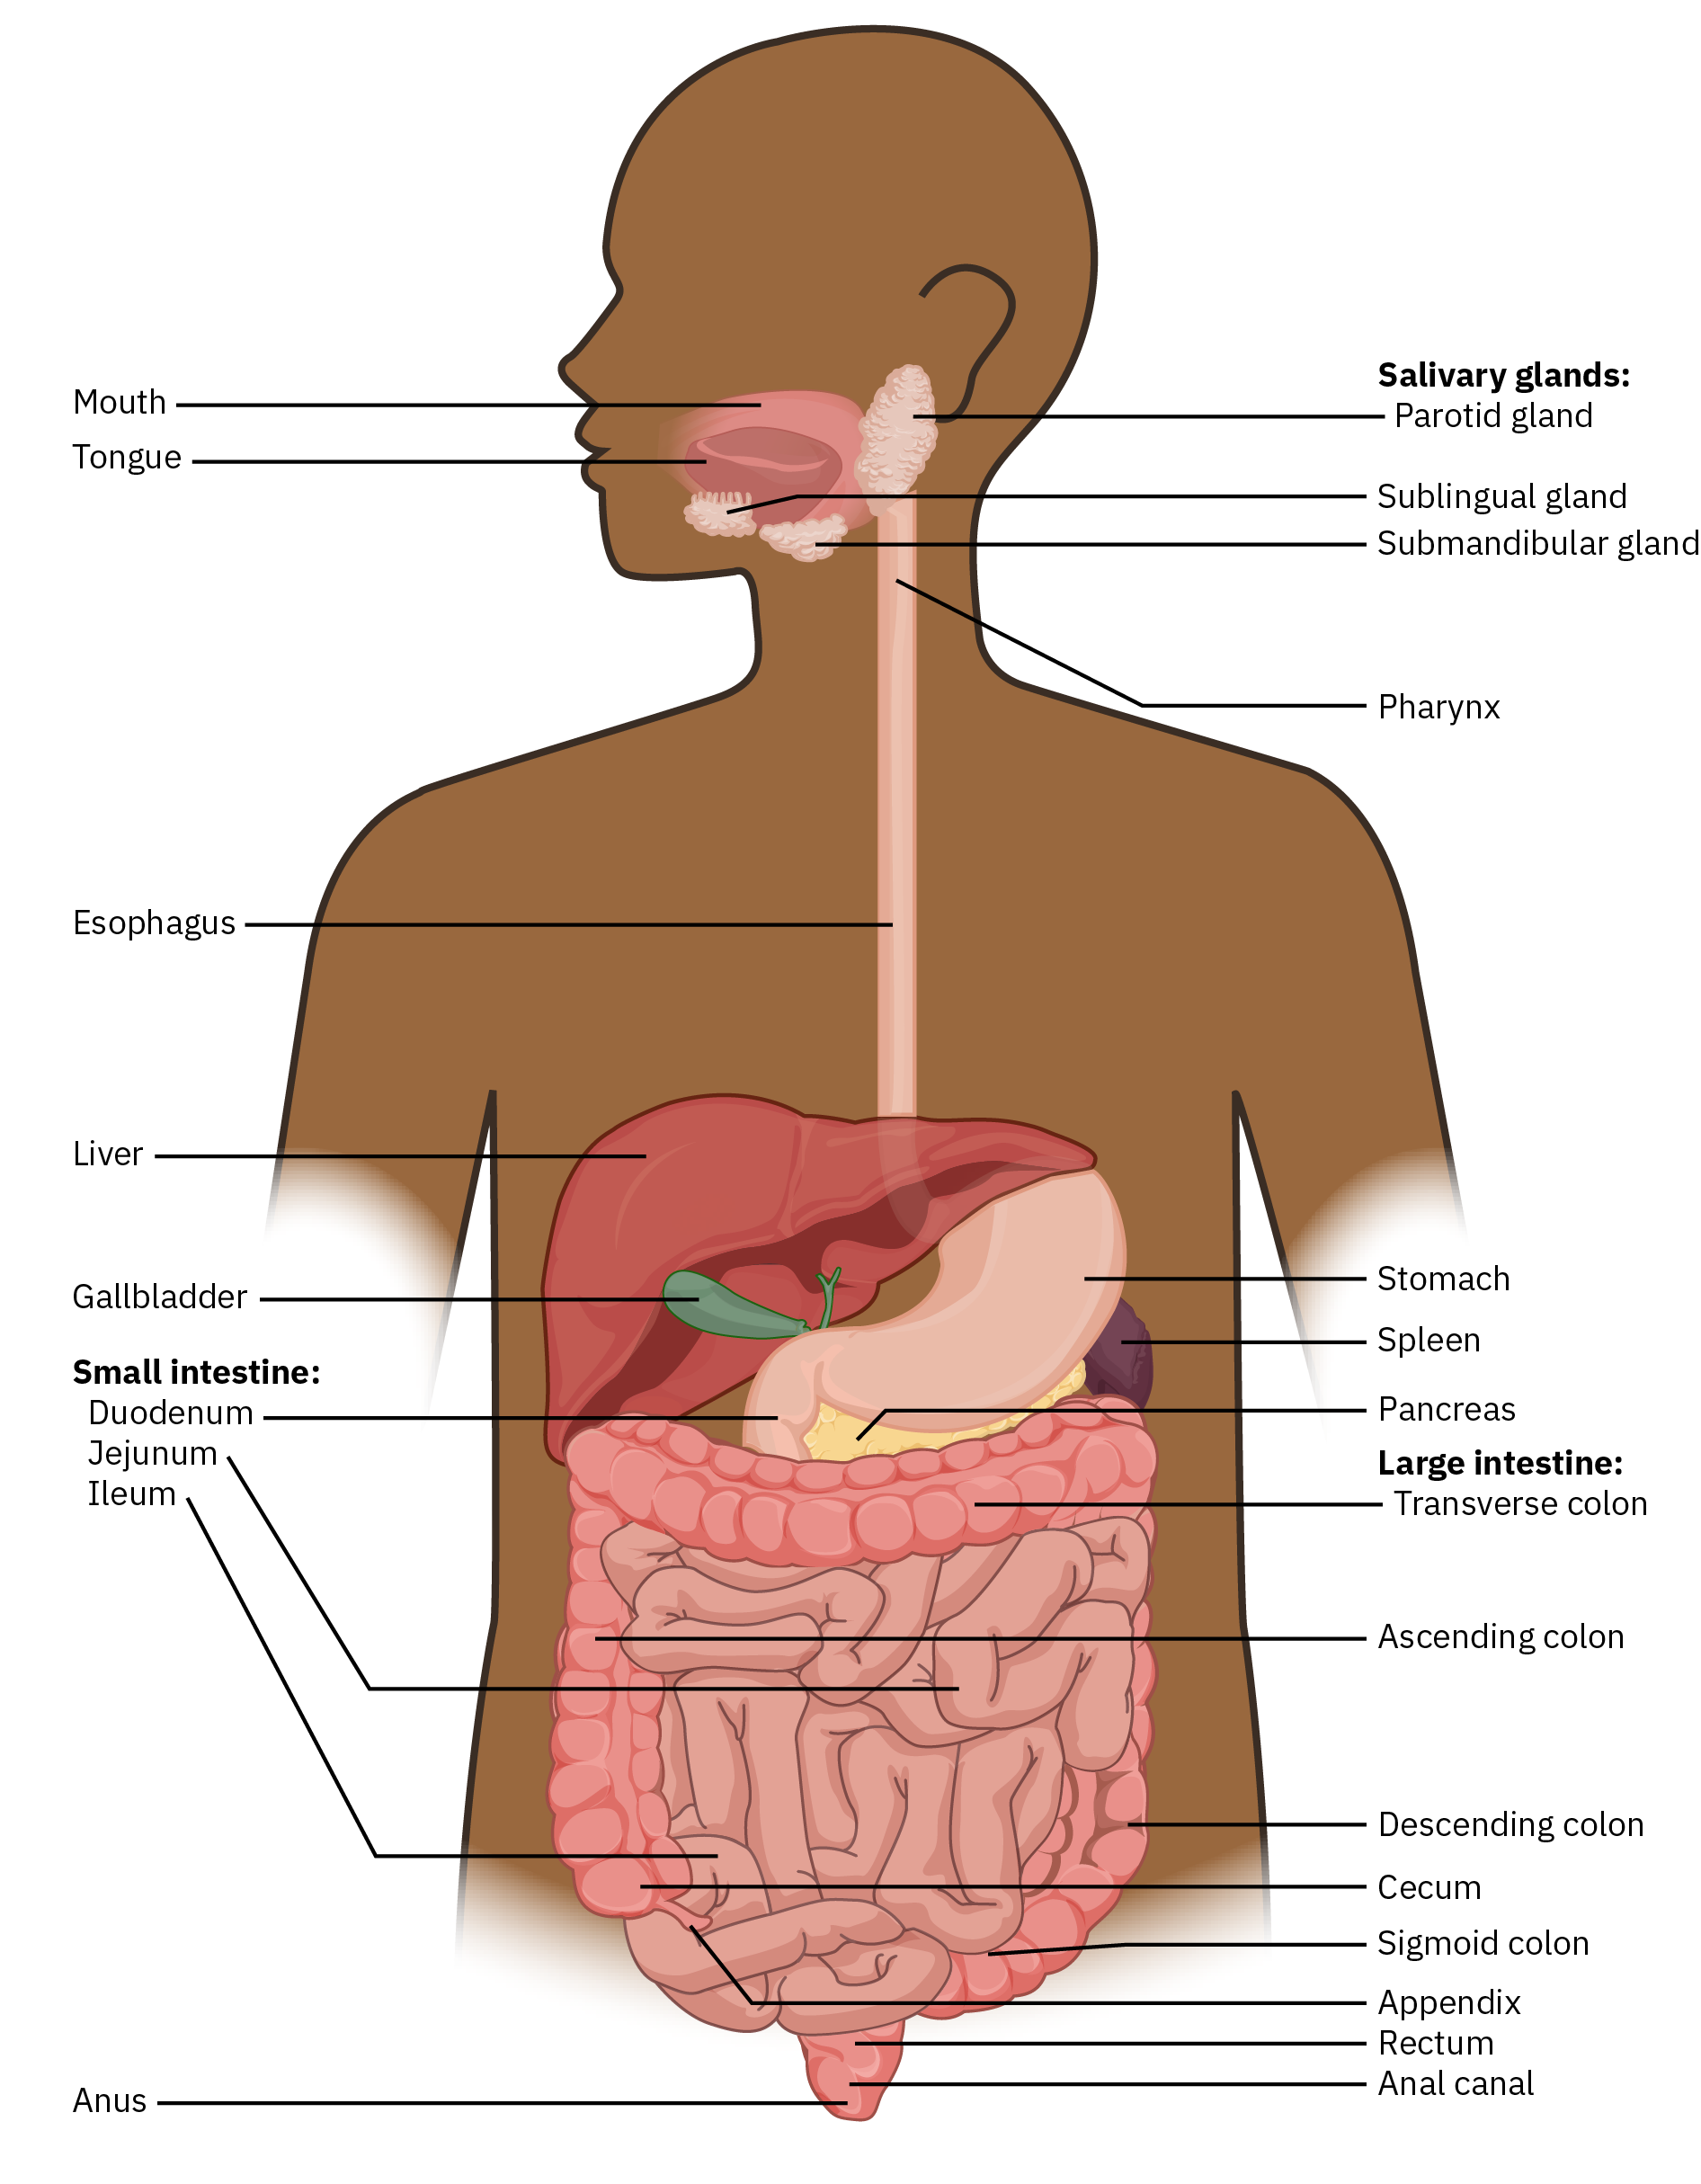 Mouth
Tongue
Esophagus
Liver
Gallbladder
Small intestine:
Duodenum
Jejunum
Ileum
Anus
Salivary glands:
Parotid gland
Sublingual gland
Submandibular gland
Pharynx
Stomach
Spleen
Pancreas
Large intestine:
Transverse colon
Ascending colon
Descending colon
Cecum
Sigmoid colon
Appendix
Rectum
Anal canal